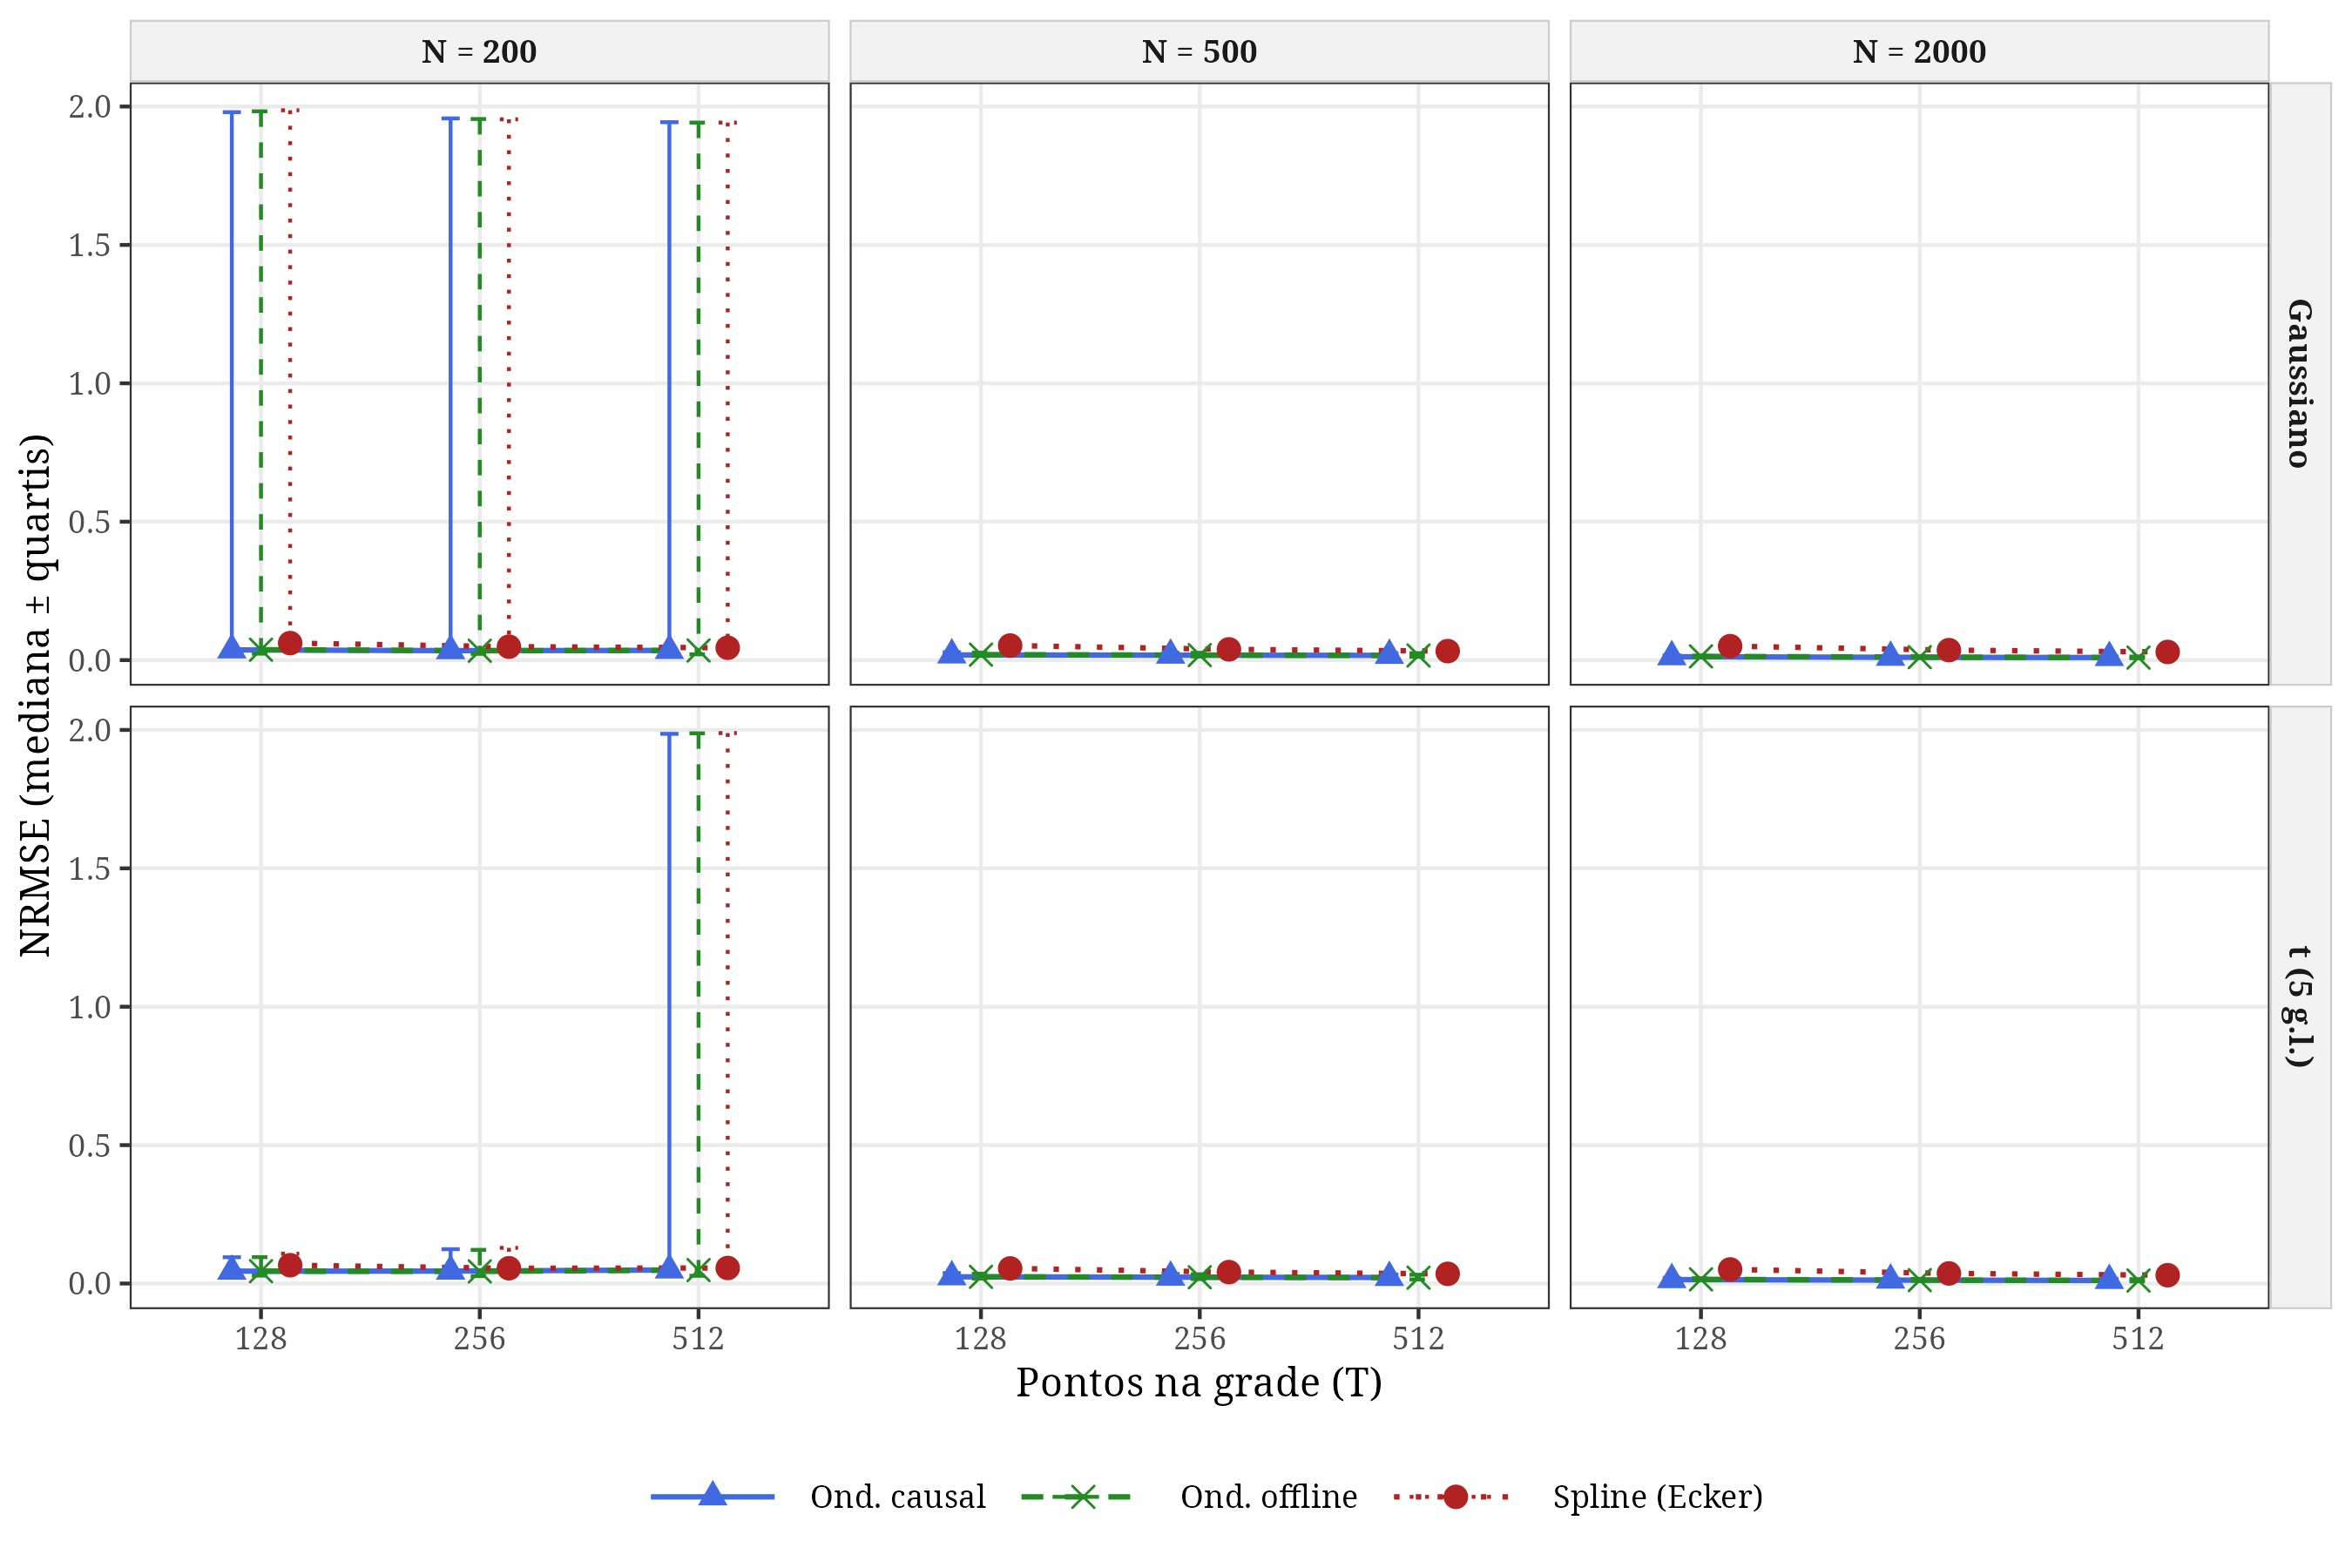 N = 200
N = 500
N = 2000
NRMSE (mediana ± quartis)
2.0
1.5
1.0
0.5
0.0
Gaussiano
2.0
1.5
1.0
0.5
0.0
t (5 g.l.)
128
256
512
128
256
512
128
256
512
Pontos na grade (T)
Ond. causal
Ond. offline
Spline (Ecker)